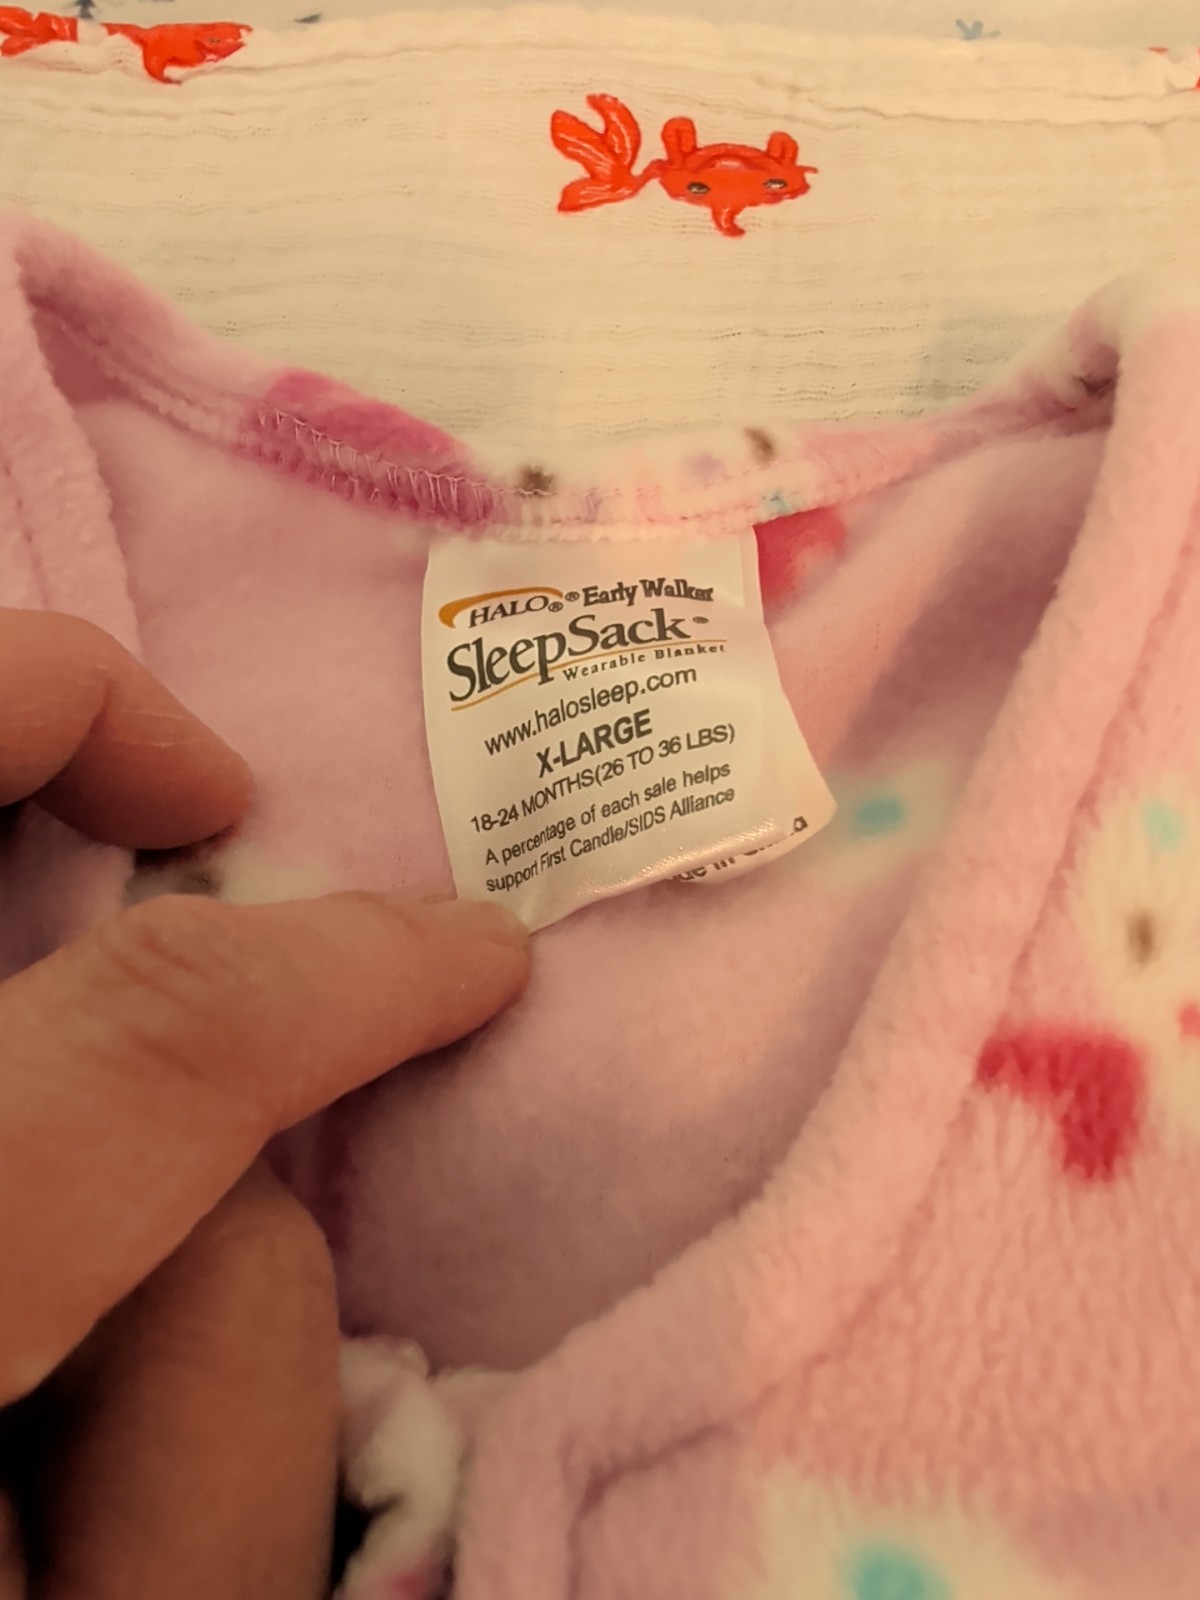 HALO®® Early Walker
SleepSack®
Wearable Blanket
www.halosleep.com
X-LARGE
18-24 MONTHS(26 TO 36 LBS)
A percentage of each sale helps
support First Candle/SIDS Alliance
in